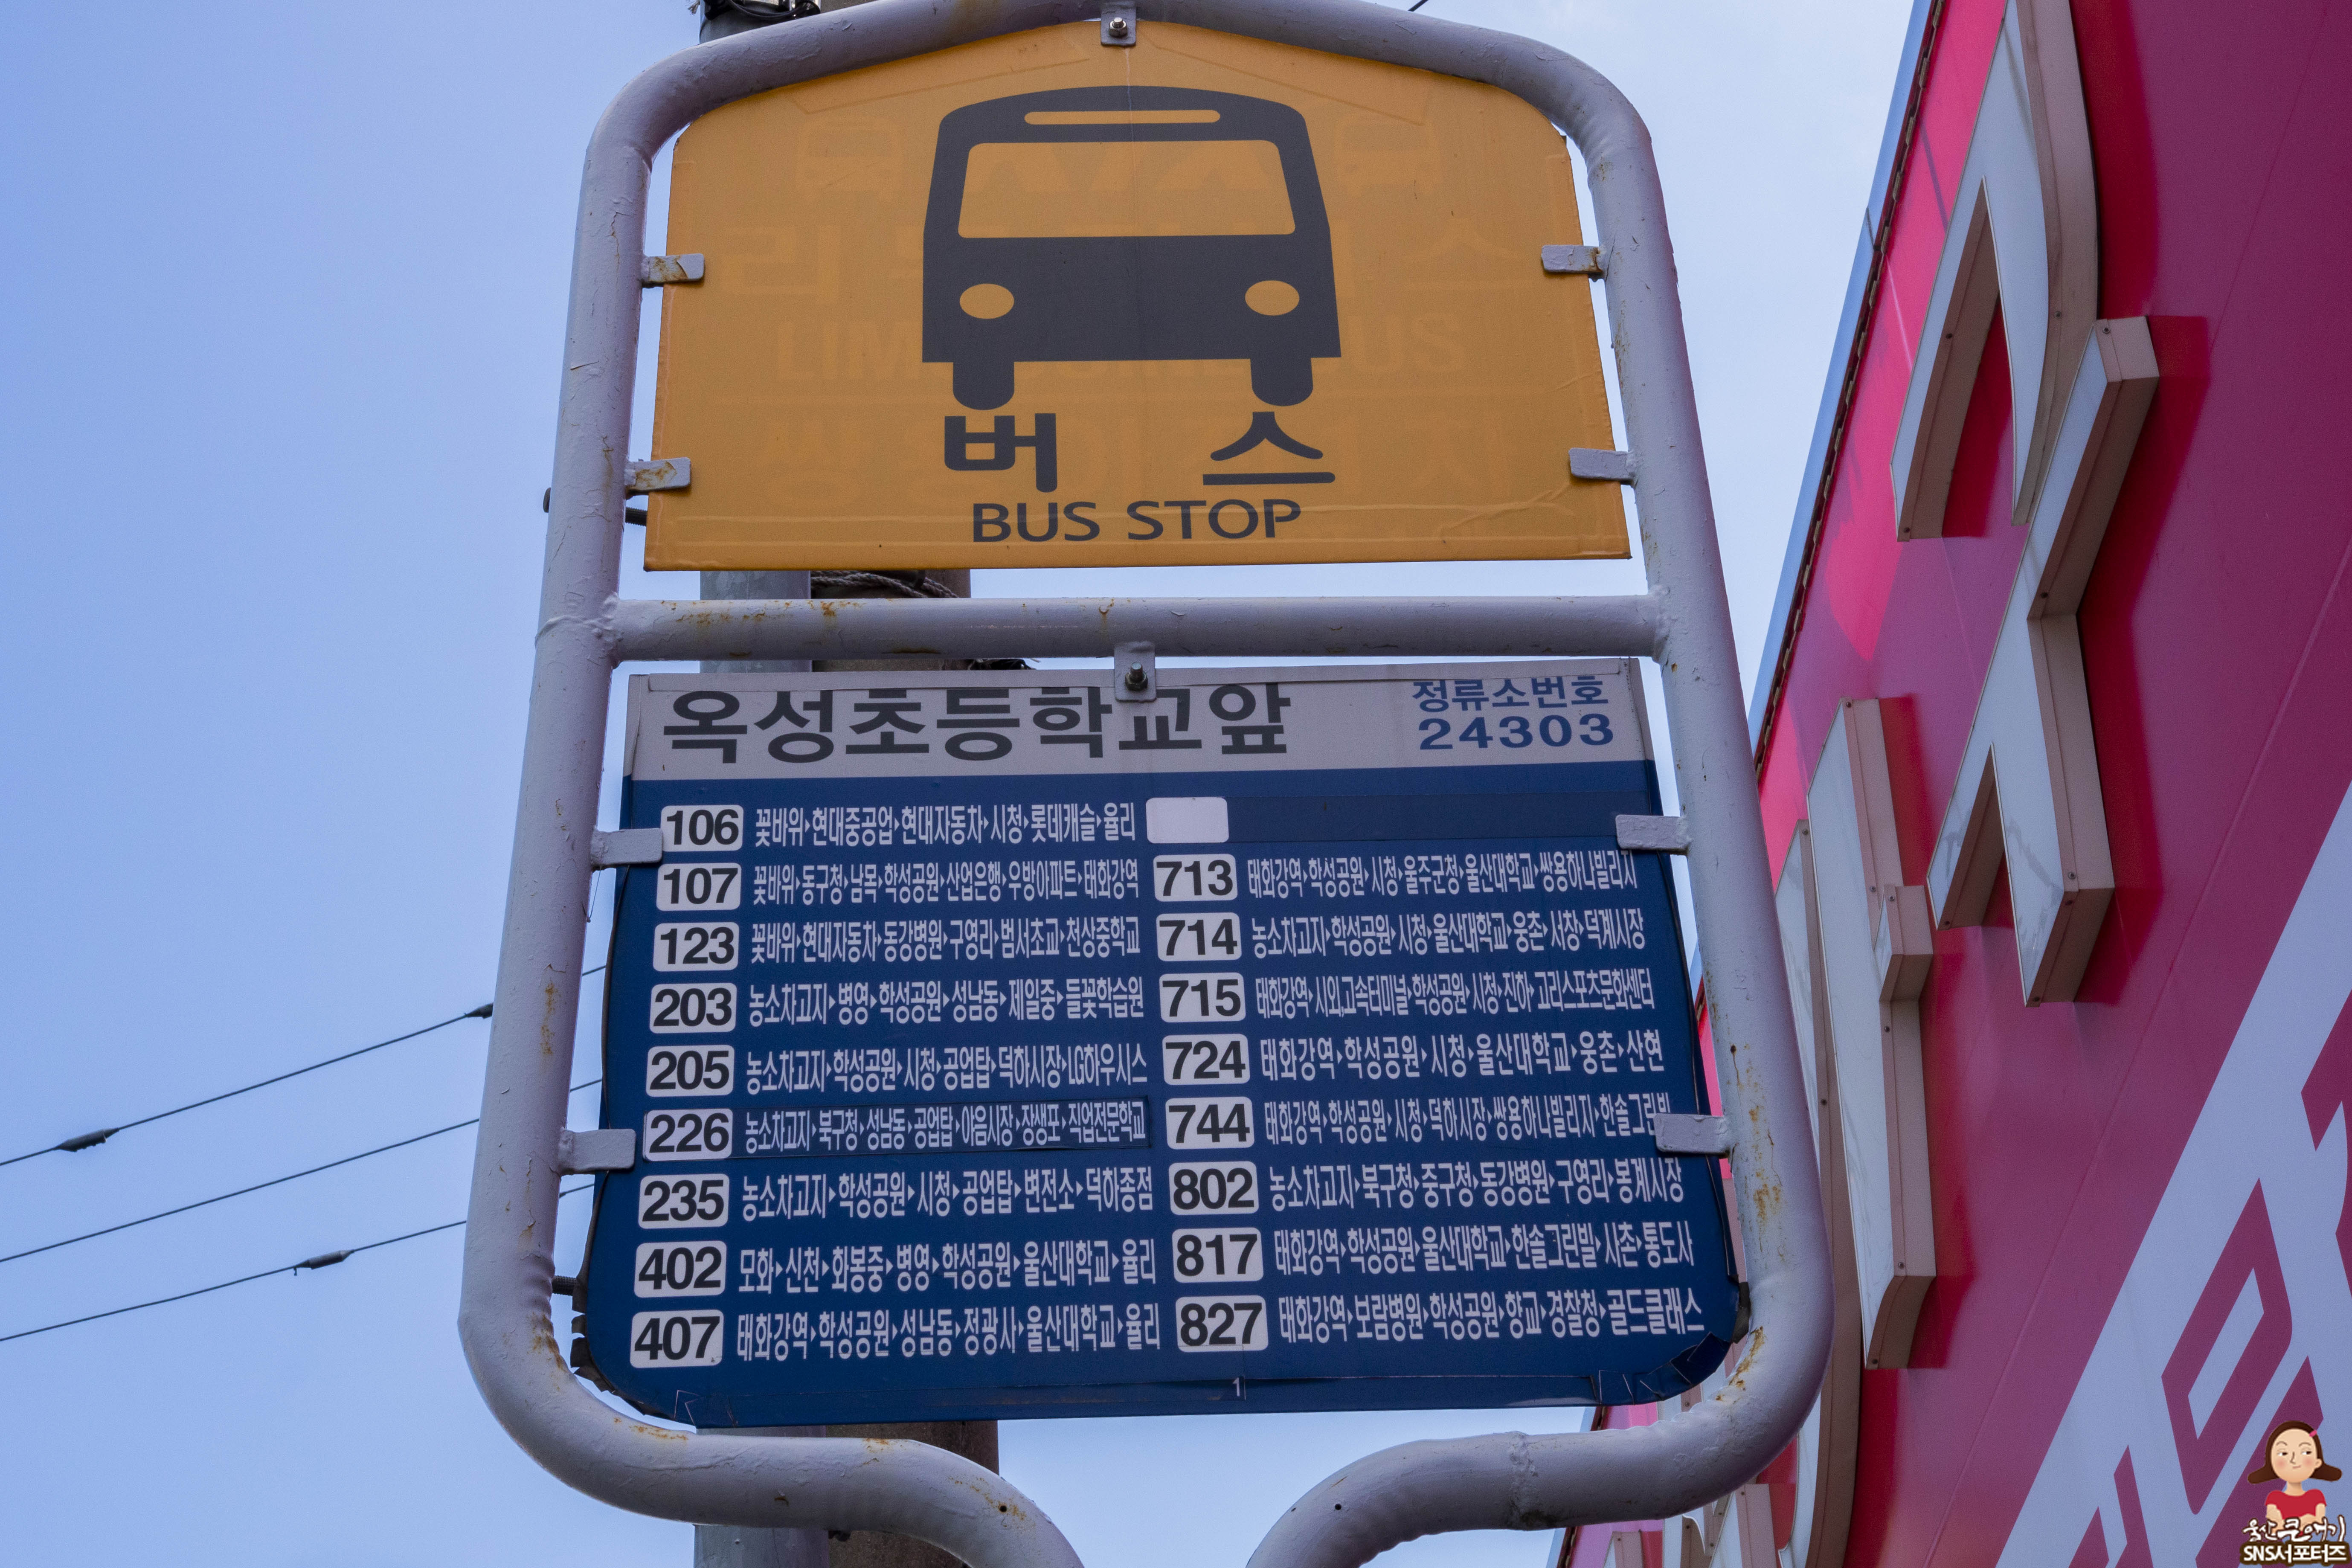 버 스
BUS STOP
옥성초등학교앞
정류소번호
24303
106 꽃바위▸현대중공업▸현대자동차▸시청▸롯데캐슬▸율리
107 꽃바위▸동구청▸남목▸학성공원▸산업은행▸우방아파트▸태화강역
123 꽃바위▸현대자동차▸동강병원▸구영리▸범서초교▸천상중학교
203 농소차고지▸병영▸학성공원▸성남동▸제일중▸들꽃학습원
205 농소차고지▸학성공원▸시청▸공업탑▸덕하시장▸LG하우시스
226 농소차고지▸북구청▸성남동▸공업탑▸야음시장▸장생포▸직업전문학교
235 농소차고지▸학성공원▸시청▸공업탑▸변전소▸덕하종점
402 모화▸신천▸화봉중▸병영▸학성공원▸울산대학교▸율리
407 태화강역▸학성공원▸성남동▸정광사▸울산대학교▸율리
713 태화강역▸학성공원▸시청▸울주군청▸울산대학교▸쌍용하나빌리지
714 농소차고지▸학성공원▸시청▸울산대학교▸웅촌▸서창▸덕계시장
715 태화강역▸시외,고속터미널▸학성공원▸시청▸진하▸고리스포츠문화센터
724 태화강역▸학성공원▸시청▸울산대학교▸웅촌▸산현
744 태화강역▸학성공원▸시청▸덕하시장▸쌍용하나빌리지▸한솔그린빌
802 농소차고지▸북구청▸중구청▸동강병원▸구영리▸봉계시장
817 태화강역▸학성공원▸울산대학교▸한솔그린빌▸시촌▸통도사
827 태화강역▸보람병원▸학성공원▸향교▸경찰청▸골드클래스
1
울산큰애기
SNS서포터즈